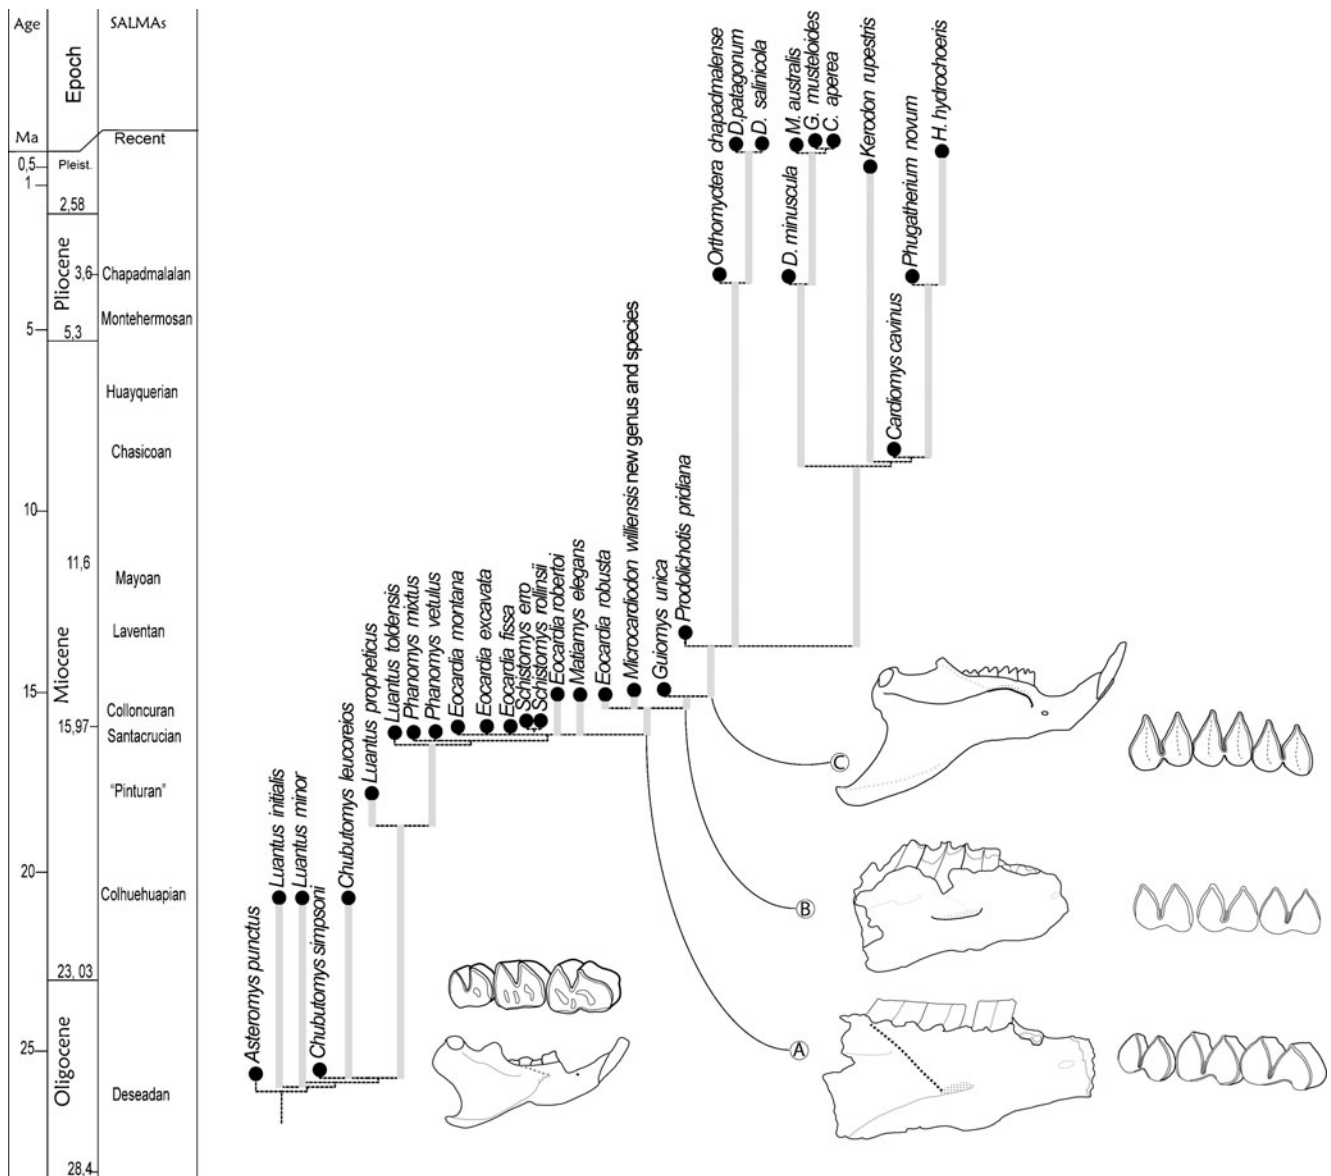 Age
Epoch
SALMAs
Ma
Recent
0,5
Pleist.
1
2,58
Pliocene
3,6
Chapadmalalan
Montehermosan
5
5,3
Huayquerian
Chasicoan
10
11,6
Mayoan
Laventan
Miocene
15
Colloncuran
15,97
Santacrucian
"Pinturan"
20
Colhuehuapian
23, 03
Oligocene
25
Deseadan
28,4
Asteromys punctus
Luantus initialis
Luantus minor
Chubutomys simpsoni
Chubutomys leucoreios
Luantus propheticus
Luantus toldensis
Phanomys mixtus
Phanomys vetulus
Eocardia montana
Eocardia excavata
Eocardia fissa
Schistomys erro
Schistomys rollinsii
Eocardia robertoi
Matiamys elegans
Eocardia robusta
Microcardiodon williensis new genus and species
Guiomys unica
Prodolichotis pridiana
Orthomyctera chapadmalense
D.patagonum
D. salinicola
D. minuscula
M. australis
G. musteloides
C. aperea
Kerodon rupestris
Cardiomys cavinus
Phugatherium novum
H. hydrochoeris
C
B
A